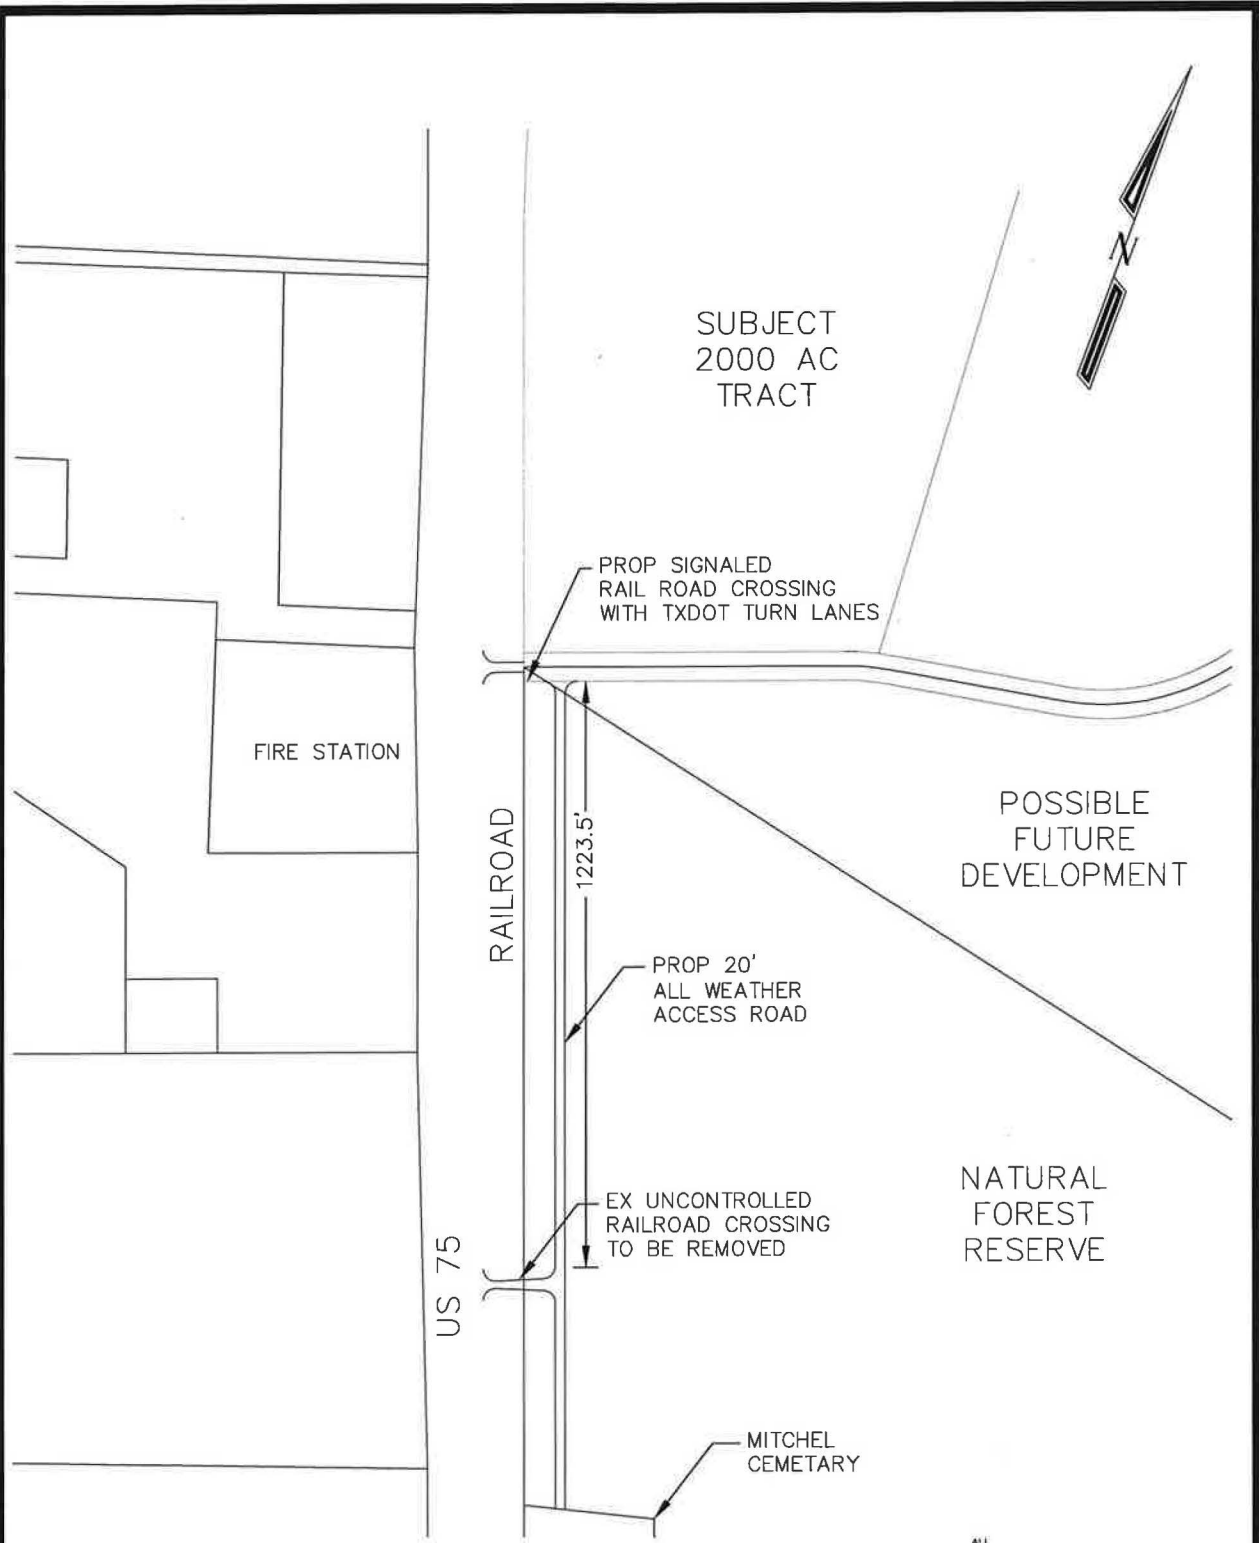 N
SUBJECT
2000 AC
TRACT
PROP SIGNALED
RAIL ROAD CROSSING
WITH TXDOT TURN LANES
FIRE STATION
RAILROAD
1223.5'
POSSIBLE
FUTURE
DEVELOPMENT
PROP 20'
ALL WEATHER
ACCESS ROAD
NATURAL
FOREST
RESERVE
EX UNCONTROLLED
RAILROAD CROSSING
TO BE REMOVED
US 75
MITCHEL
CEMETARY